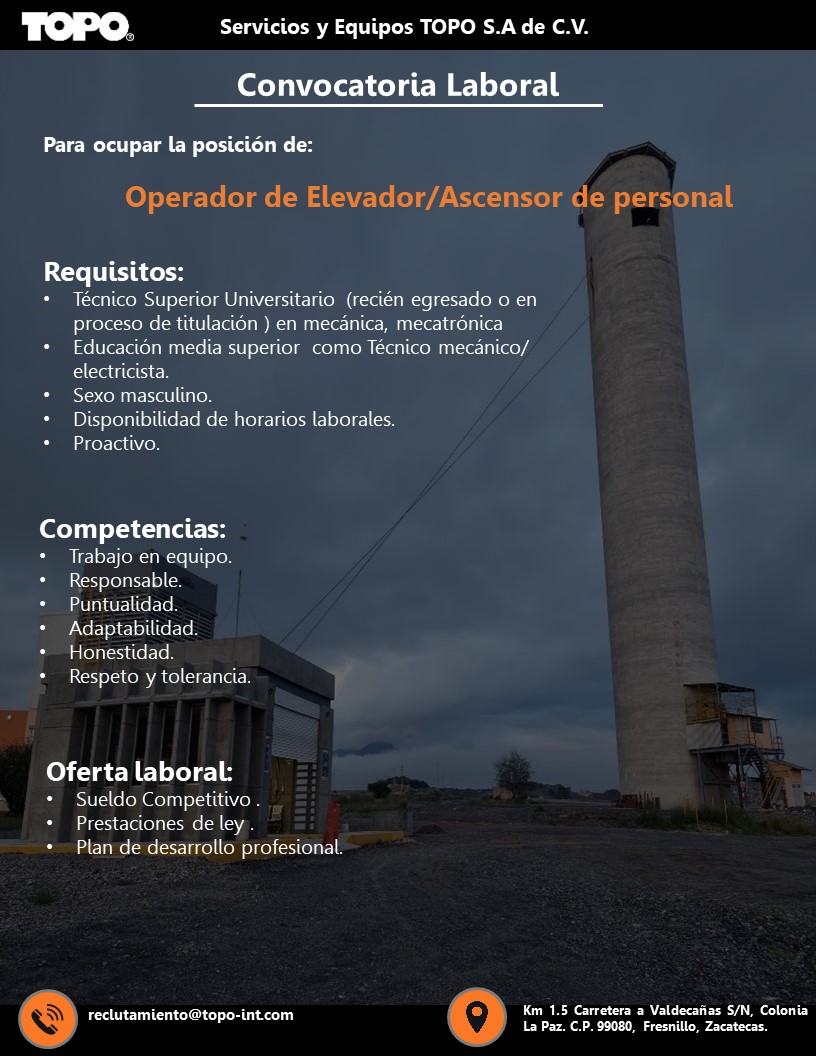 TOPO®
Servicios y Equipos TOPO S.A de C.V.
Convocatoria Laboral
Para ocupar la posición de:
Operador de Elevador/Ascensor de personal
Requisitos:
• Técnico Superior Universitario (recién egresado o en
proceso de titulación ) en mecánica, mecatrónica
• Educación media superior como Técnico mecánico/
electricista.
• Sexo masculino.
• Disponibilidad de horarios laborales.
• Proactivo.
Competencias:
• Trabajo en equipo.
• Responsable.
• Puntualidad.
• Adaptabilidad.
• Honestidad.
• Respeto y tolerancia.
Oferta laboral:
• Sueldo Competitivo .
• Prestaciones de ley .
• Plan de desarrollo profesional.
reclutamiento@topo-int.com
Km 1.5 Carretera a Valdecañas S/N, Colonia
La Paz. C.P. 99080, Fresnillo, Zacatecas.